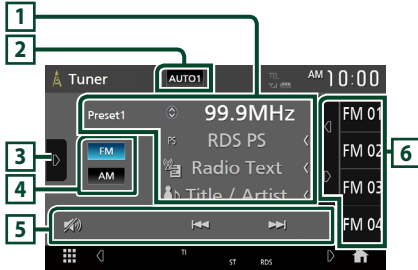 1
2
Tuner
AUTO1
TEL
AM 10:00
Preset1
99.9MHz
FM 01
3
PS
RDS PS
FM
FM 02
6
4
Radio Text
AM
Title / Artist
FM 03
5
FM 04
TI
ST
RDS